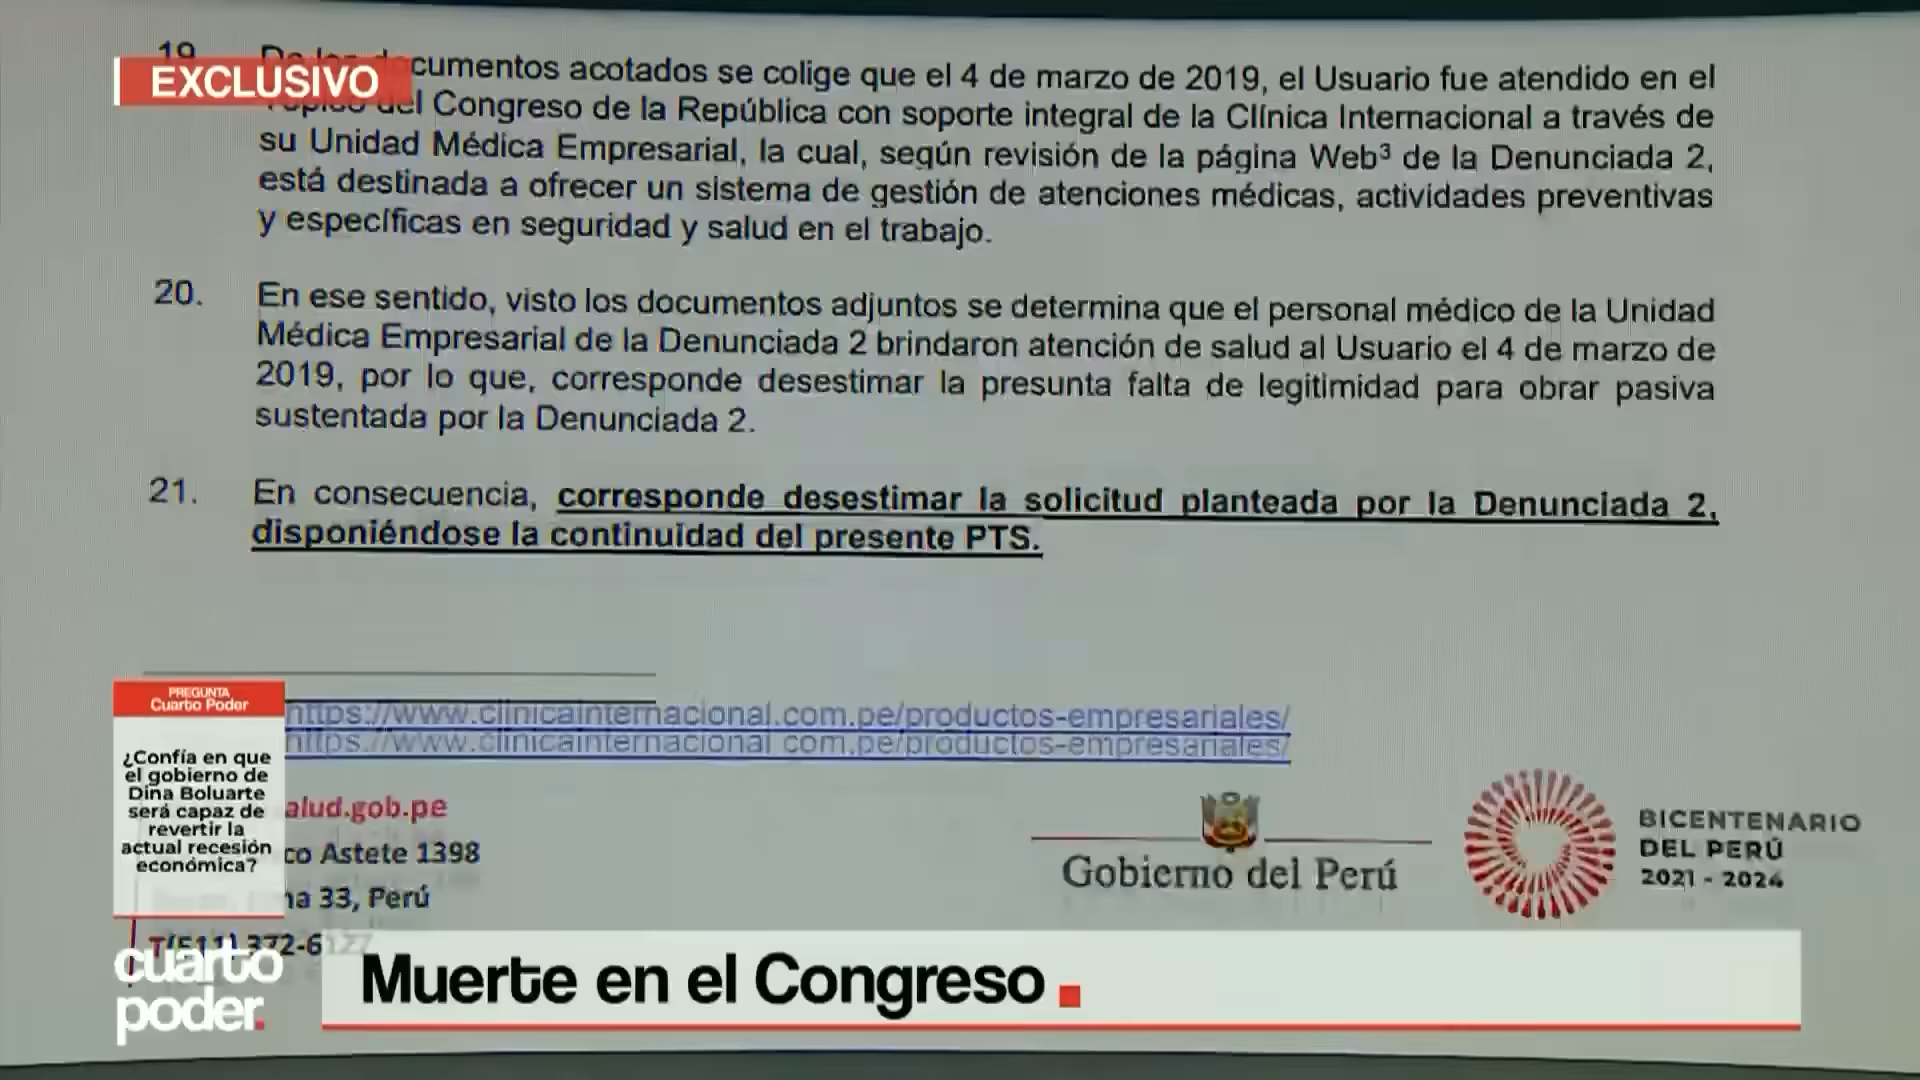 EXCLUSIVO
19. cumentos acotados se colige que el 4 de marzo de 2019, el Usuario fue atendido en el
del Congreso de la República con soporte integral de la Clínica Internacional a través de
su Unidad Médica Empresarial, la cual, según revisión de la página Web³ de la Denunciada 2,
está destinada a ofrecer un sistema de gestión de atenciones médicas, actividades preventivas
y específicas en seguridad y salud en el trabajo.
20. En ese sentido, visto los documentos adjuntos se determina que el personal médico de la Unidad
Médica Empresarial de la Denunciada 2 brindaron atención de salud al Usuario el 4 de marzo de
2019, por lo que, corresponde desestimar la presunta falta de legitimidad para obrar pasiva
sustentada por la Denunciada 2.
21. En consecuencia, corresponde desestimar la solicitud planteada por la Denunciada 2,
disponiéndose la continuidad del presente PTS.
https://www.clinicainternacional.com.pe/productos-empresariales/
https://www.clinicainternacional.com.pe/productos-empresariales/
PREGUNTA
Cuarto Poder
¿Confía en que
el gobierno de
Dina Boluarte
será capaz de
revertir la
actual recesión
económica?
alud.gob.pe
co Astete 1398
na 33, Perú
T(511) 372-6127
Gobierno del Perú
BICENTENARIO
DEL PERÚ
2021 - 2024
cuarto
poder.
Muerte en el Congreso